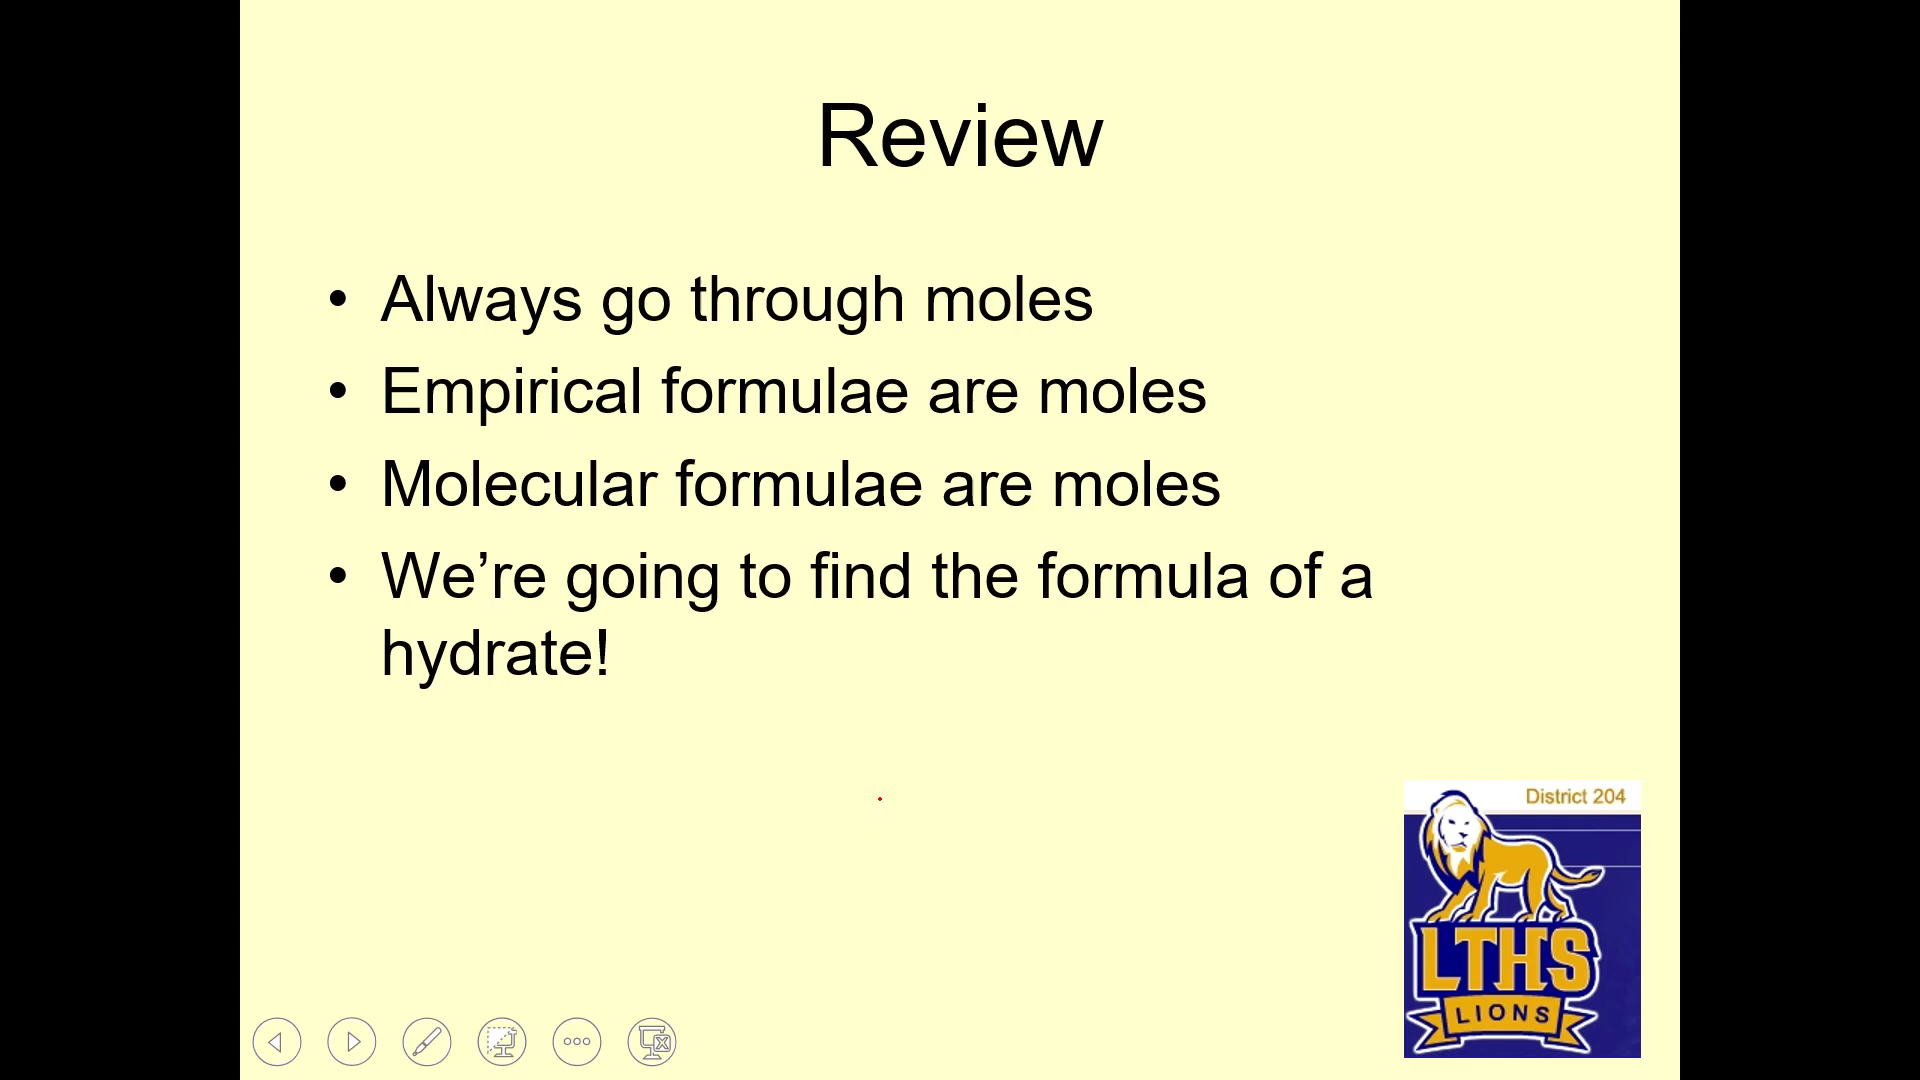 Review
• Always go through moles
• Empirical formulae are moles
• Molecular formulae are moles
• We’re going to find the formula of a
hydrate!
District 204
LTHS
LIONS